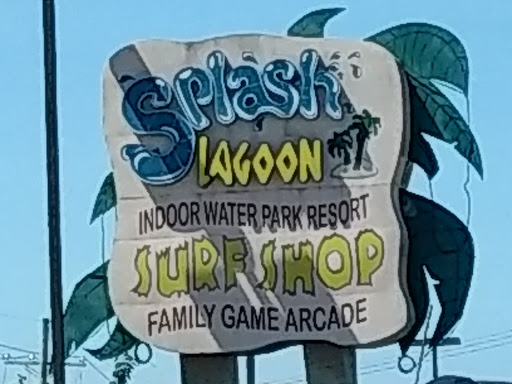 Splash
LAGOON
INDOOR WATER PARK RESORT
SURF SHOP
FAMILY GAME ARCADE